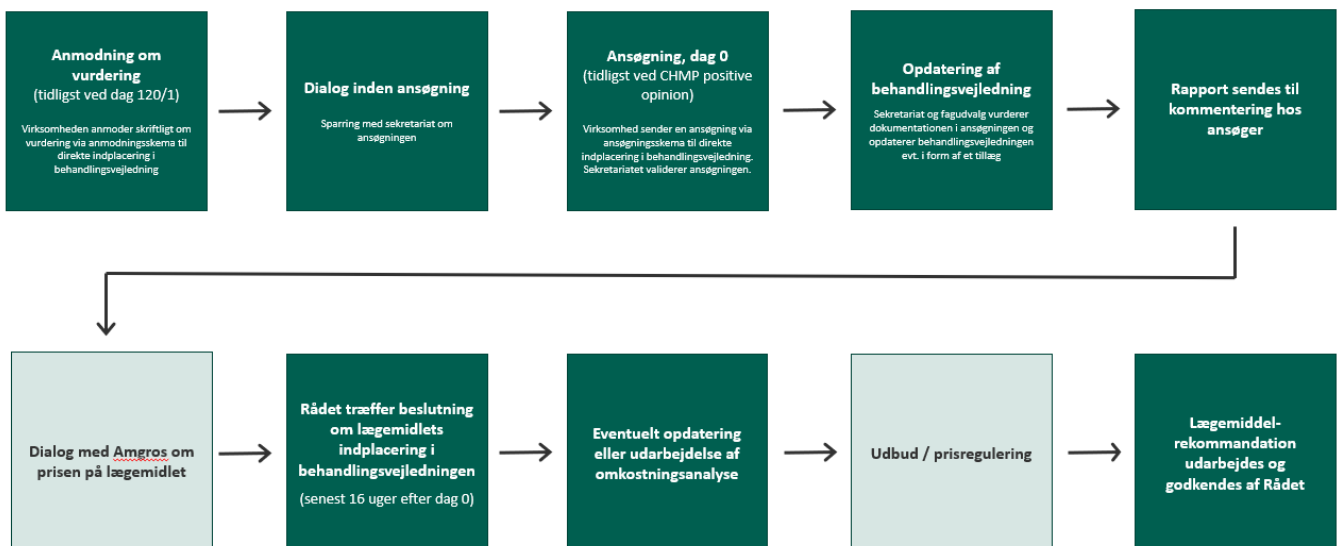 Anmodning om
vurdering
(tidligst ved dag 120/1)
Virksomheden anmoder skriftligt om
vurdering via anmodningsskema til
direkte indplacering i
behandlingsvejledning
Dialog inden ansøgning
Sparring med sekretariat om
ansøgningen
Ansøgning, dag 0
(tidligst ved CHMP positive
opinion)
Virksomhed sender en ansøgning via
ansøgningsskema til direkte
indplacering i behandlingsvejledning.
Sekretariatet validerer ansøgningen.
Opdatering af
behandlingsvejledning
Sekretariat og fagudvalg vurderer
dokumentationen i ansøgningen og
opdaterer behandlingsvejledningen
evt. i form af et tillæg
Rapport sendes til
kommentering hos
ansøger
Dialog med Amgros om
prisen på lægemidlet
Rådet træffer beslutning
om lægemidlets
indplacering i
behandlingsvejledningen
(senest 16 uger efter dag 0)
Eventuelt opdatering
eller udarbejdelse af
omkostningsanalyse
Udbud / prisregulering
Lægemiddel-
rekommandation
udarbejdes og
godkendes af Rådet